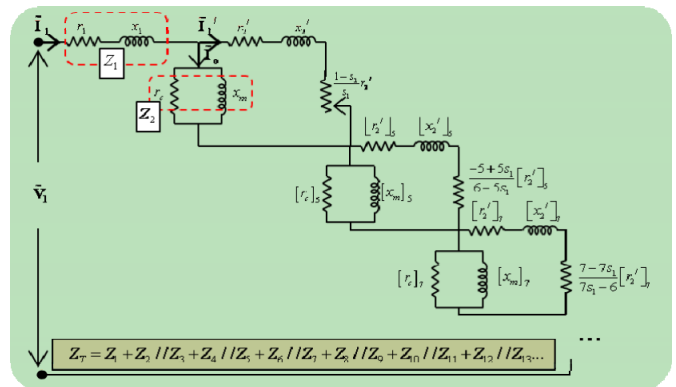 Ī₁ r₁ x₁ Ī₁′ r₂′ x₂′
Z₁
Ī₀
r_c x_m
Z₂
1−s₁/s₁ r₂′
[r₂′]₅ [x₂′]₅
V̄₁
[r_c]₅ [x_m]₅
−5+5s₁/6−5s₁ [r₂′]₅
[r₂′]₇ [x₂′]₇
[r_c]₇ [x_m]₇
7−7s₁/7s₁−6 [r₂′]₇
...
Z_T = Z₁ + Z₂ // Z₃ + Z₄ // Z₅ + Z₆ // Z₇ + Z₈ // Z₉ + Z₁₀ // Z₁₁ + Z₁₂ // Z₁₃...